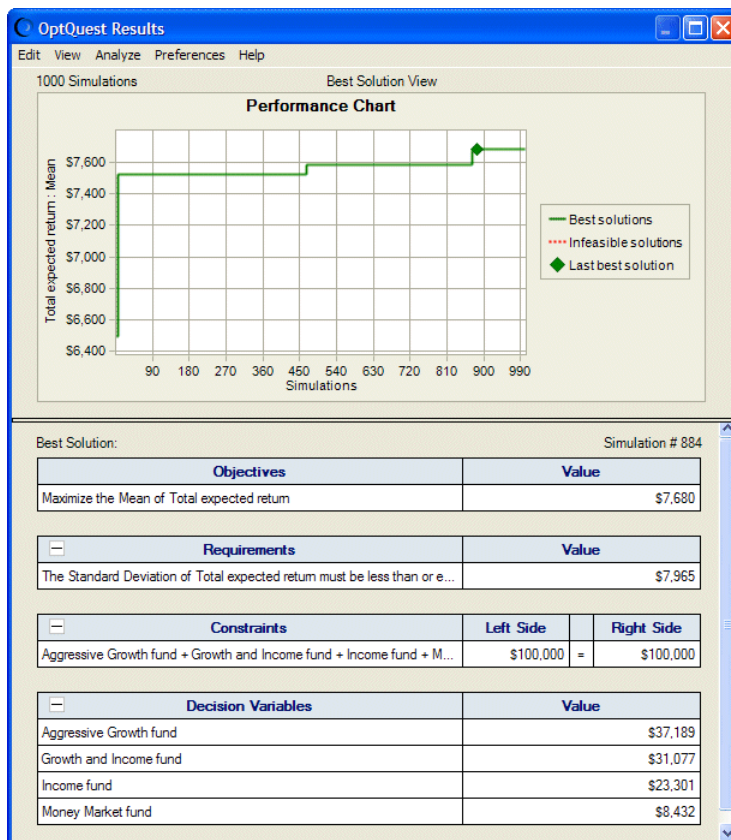 OptQuest Results
Edit View Analyze Preferences Help
1000 Simulations Best Solution View
Performance Chart
Total expected return : Mean
$7,600
$7,400
$7,200
$7,000
$6,800
$6,600
$6,400
90 180 270 360 450 540 630 720 810 900 990
Simulations
Best solutions
Infeasible solutions
Last best solution
Best Solution: Simulation # 884
Objectives Value
Maximize the Mean of Total expected return $7,680
Requirements Value
The Standard Deviation of Total expected return must be less than or e... $7,965
Constraints Left Side Right Side
Aggressive Growth fund + Growth and Income fund + Income fund + M... $100,000 = $100,000
Decision Variables Value
Aggressive Growth fund $37,189
Growth and Income fund $31,077
Income fund $23,301
Money Market fund $8,432